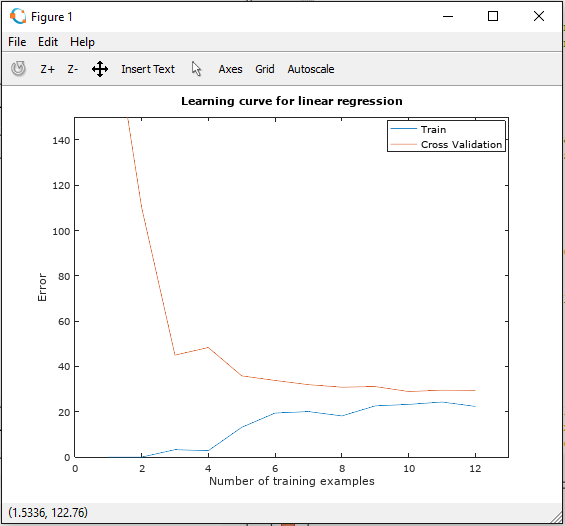 Figure 1
File Edit Help
Z+ Z- Insert Text Axes Grid Autoscale
Learning curve for linear regression
Train
Cross Validation
140
120
100
80
60
40
20
0
Error
0 2 4 6 8 10 12
Number of training examples
(1.5336, 122.76)